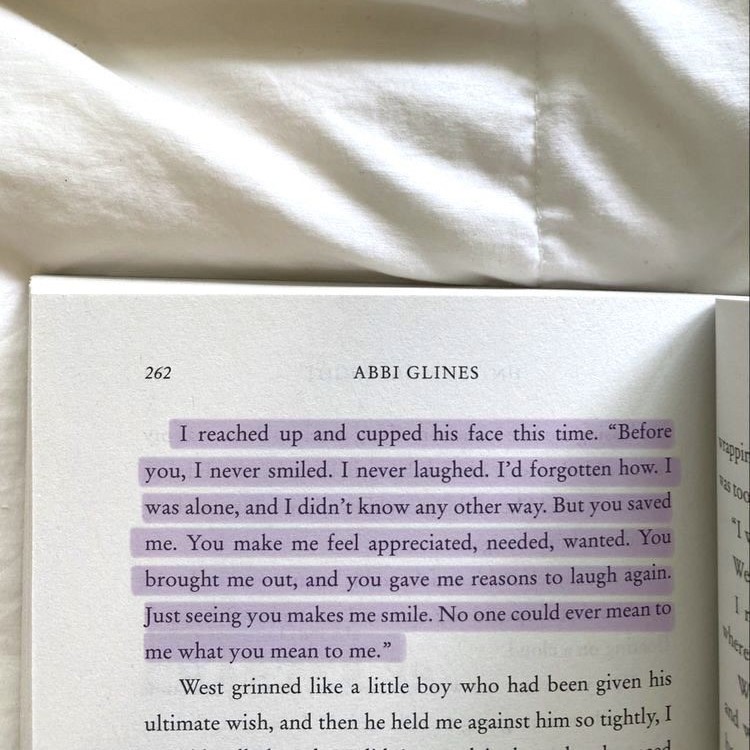 262
ABBI GLINES
I reached up and cupped his face this time. “Before
you, I never smiled. I never laughed. I’d forgotten how. I
was alone, and I didn’t know any other way. But you saved
me. You make me feel appreciated, needed, wanted. You
brought me out, and you gave me reasons to laugh again.
Just seeing you makes me smile. No one could ever mean to
me what you mean to me.”
West grinned like a little boy who had been given his
ultimate wish, and then he held me against him so tightly, I
was too
“I
We
I
where
and